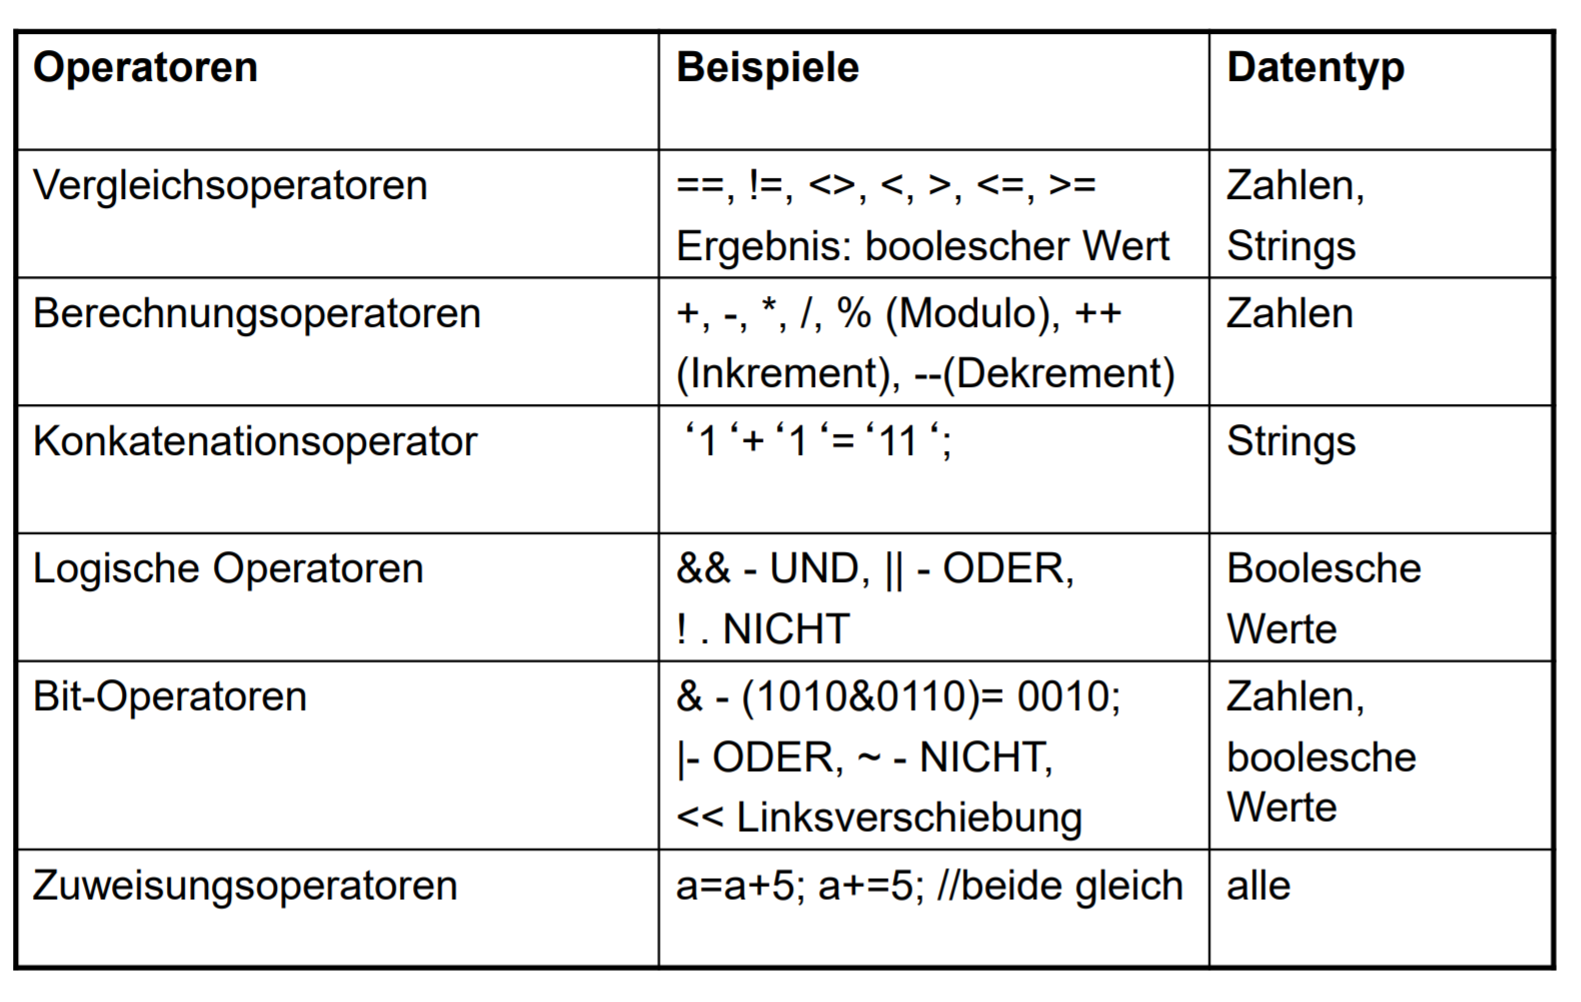 Operatoren Beispiele Datentyp
Vergleichsoperatoren ==, !=, <>, <, >, <=, >= Zahlen,
Ergebnis: boolescher Wert Strings
Berechnungsoperatoren +, -, *, /, % (Modulo), ++ Zahlen
(Inkrement), --(Dekrement)
Konkatenationsoperator ‘1 ‘+ ‘1 ‘= ‘11 ‘; Strings
Logische Operatoren && - UND, || - ODER, Boolesche
! . NICHT Werte
Bit-Operatoren & - (1010&0110)= 0010; Zahlen,
|- ODER, ~ - NICHT, boolesche
<< Linksverschiebung Werte
Zuweisungsoperatoren a=a+5; a+=5; //beide gleich alle